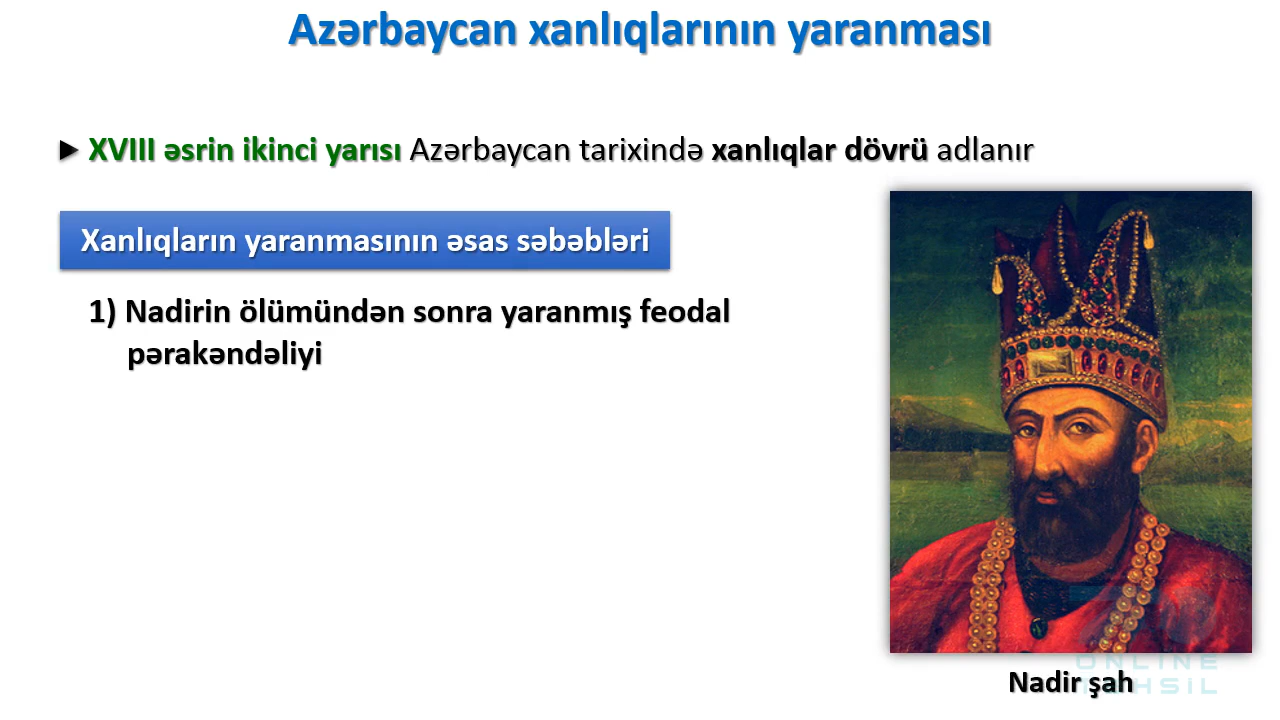 Azərbaycan xanlıqlarının yaranması
XVIII əsrin ikinci yarısı Azərbaycan tarixində xanlıqlar dövrü adlanır
Xanlıqların yaranmasının əsas səbəbləri
1) Nadirin ölümündən sonra yaranmış feodal
pərakəndəliyi
ONLINE
TƏHSİL
Nadir şah